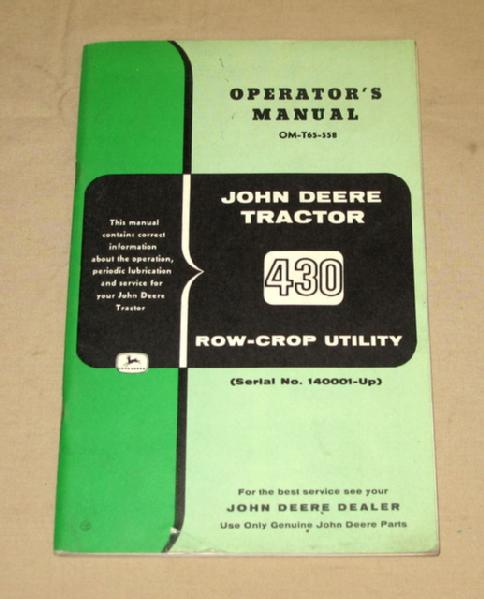 OPERATOR'S
MANUAL
OM-T65-558
JOHN DEERE
TRACTOR
430
ROW-CROP UTILITY
This manual
contains correct
information
about the operation,
periodic lubrication
and service for
your John Deere
Tractor
(Serial No. 140001-Up)
For the best service see your
JOHN DEERE DEALER
Use Only Genuine John Deere Parts